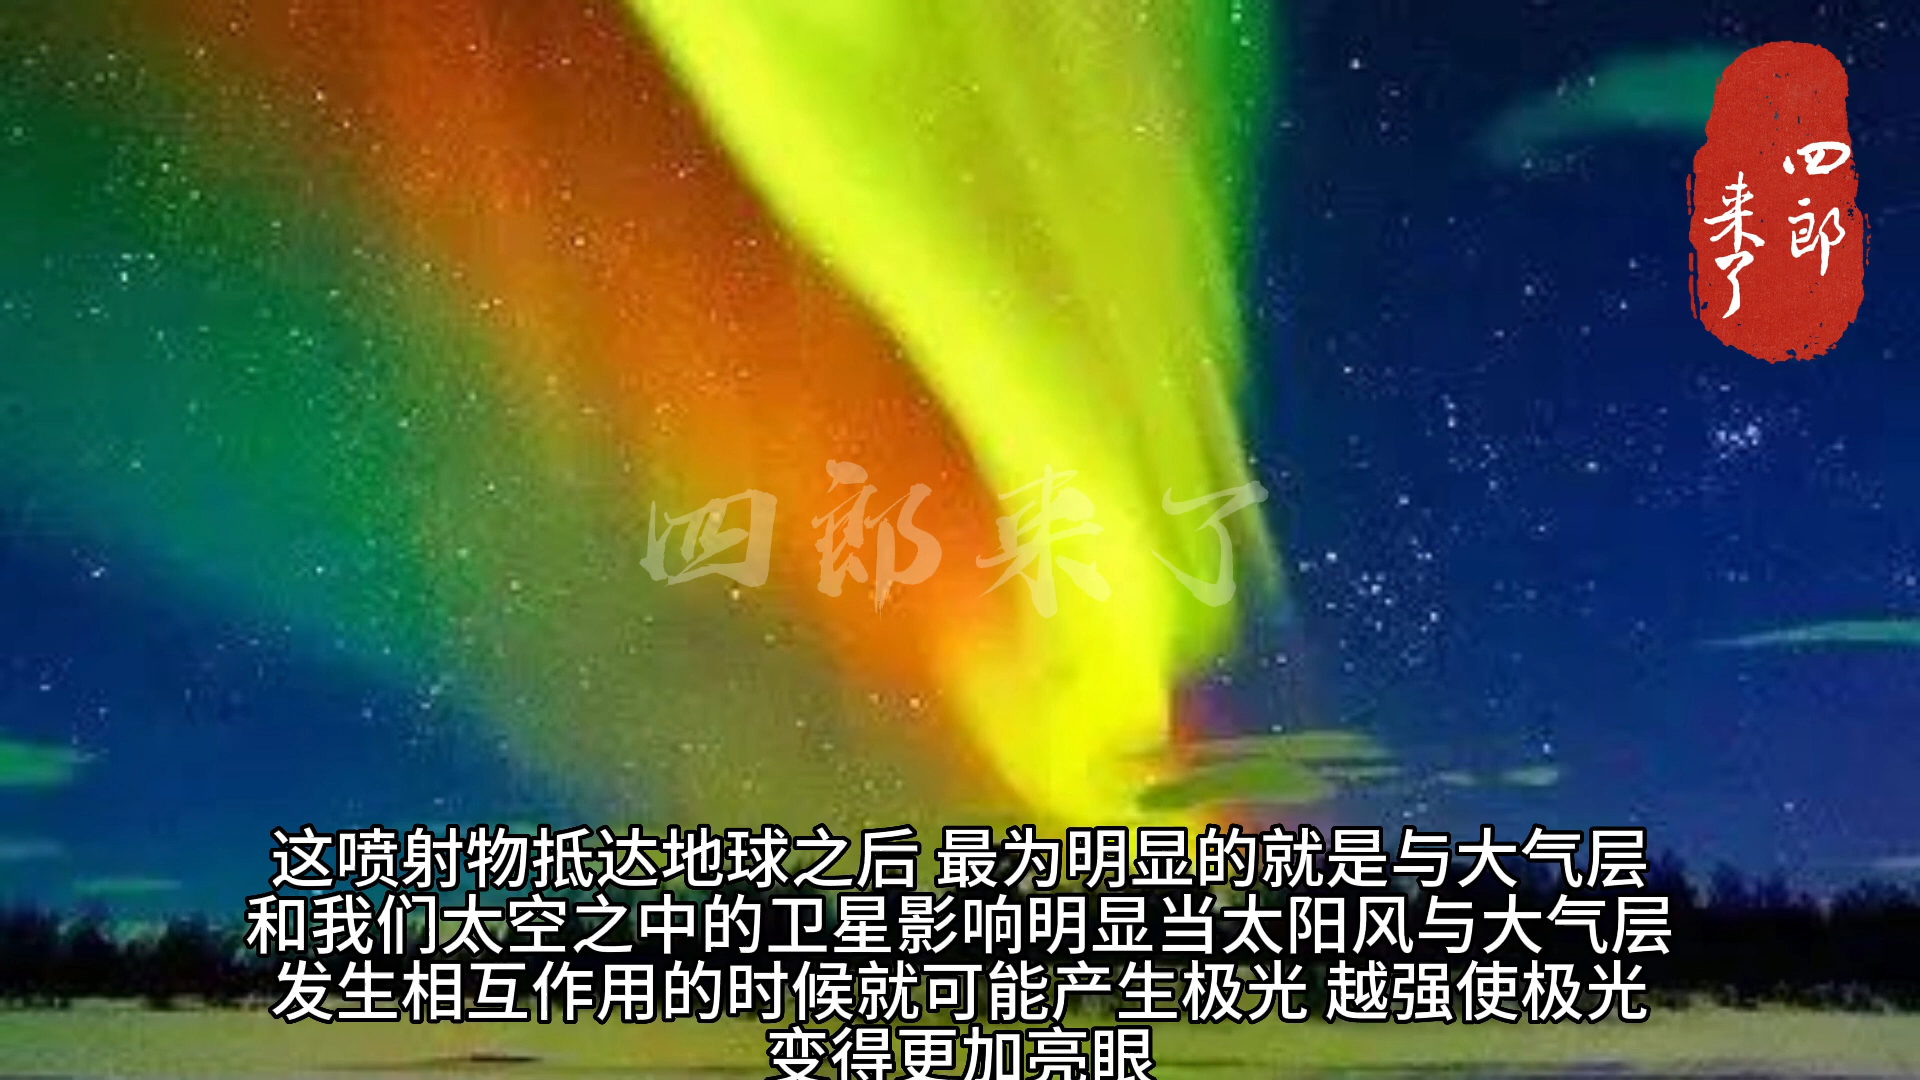 四郎
来了
四郎来了
这喷射物抵达地球之后 最为明显的就是与大气层
和我们太空之中的卫星影响明显当太阳风与大气层
发生相互作用的时候就可能产生极光 越强使极光
变得更加亮眼